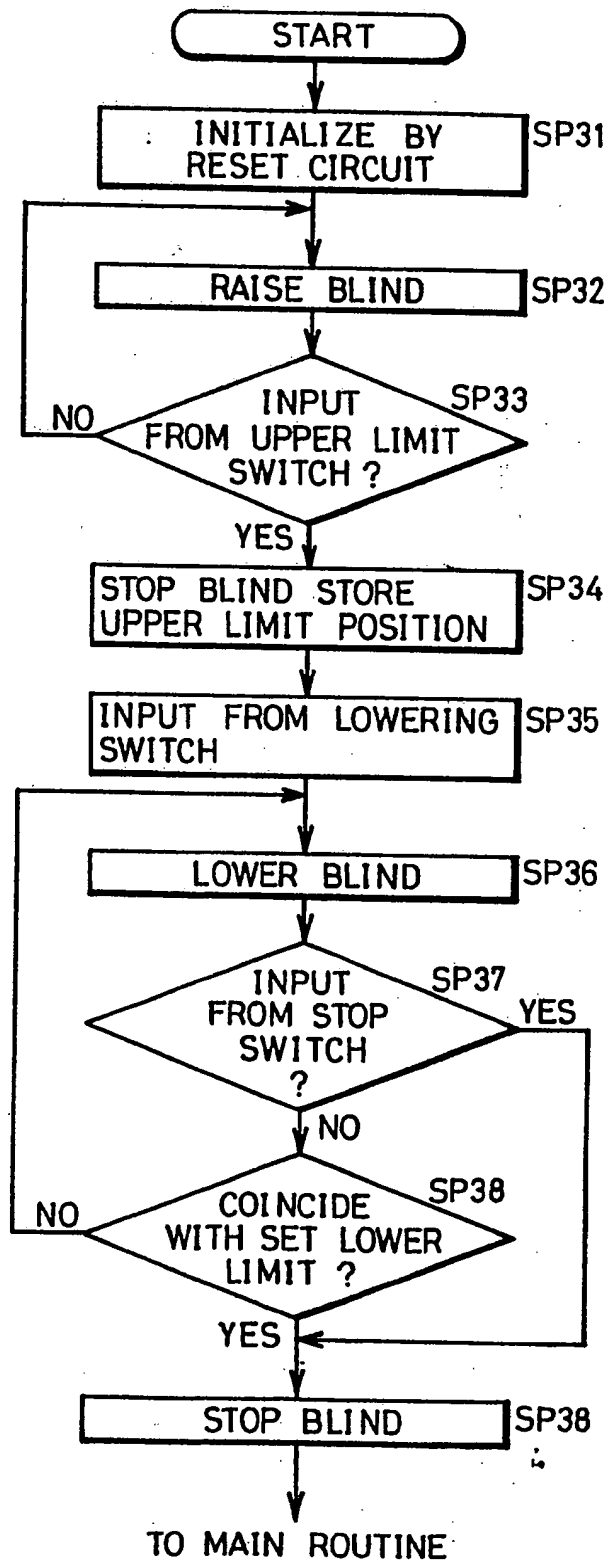 START
INITIALIZE BY
RESET CIRCUIT
SP31
RAISE BLIND
SP32
INPUT
FROM UPPER LIMIT
SWITCH ?
SP33
NO
YES
STOP BLIND STORE
UPPER LIMIT POSITION
SP34
INPUT FROM LOWERING
SWITCH
SP35
LOWER BLIND
SP36
INPUT
FROM STOP
SWITCH
?
SP37
YES
NO
COINCIDE
WITH SET LOWER
LIMIT ?
SP38
NO
YES
STOP BLIND
SP38
TO MAIN ROUTINE